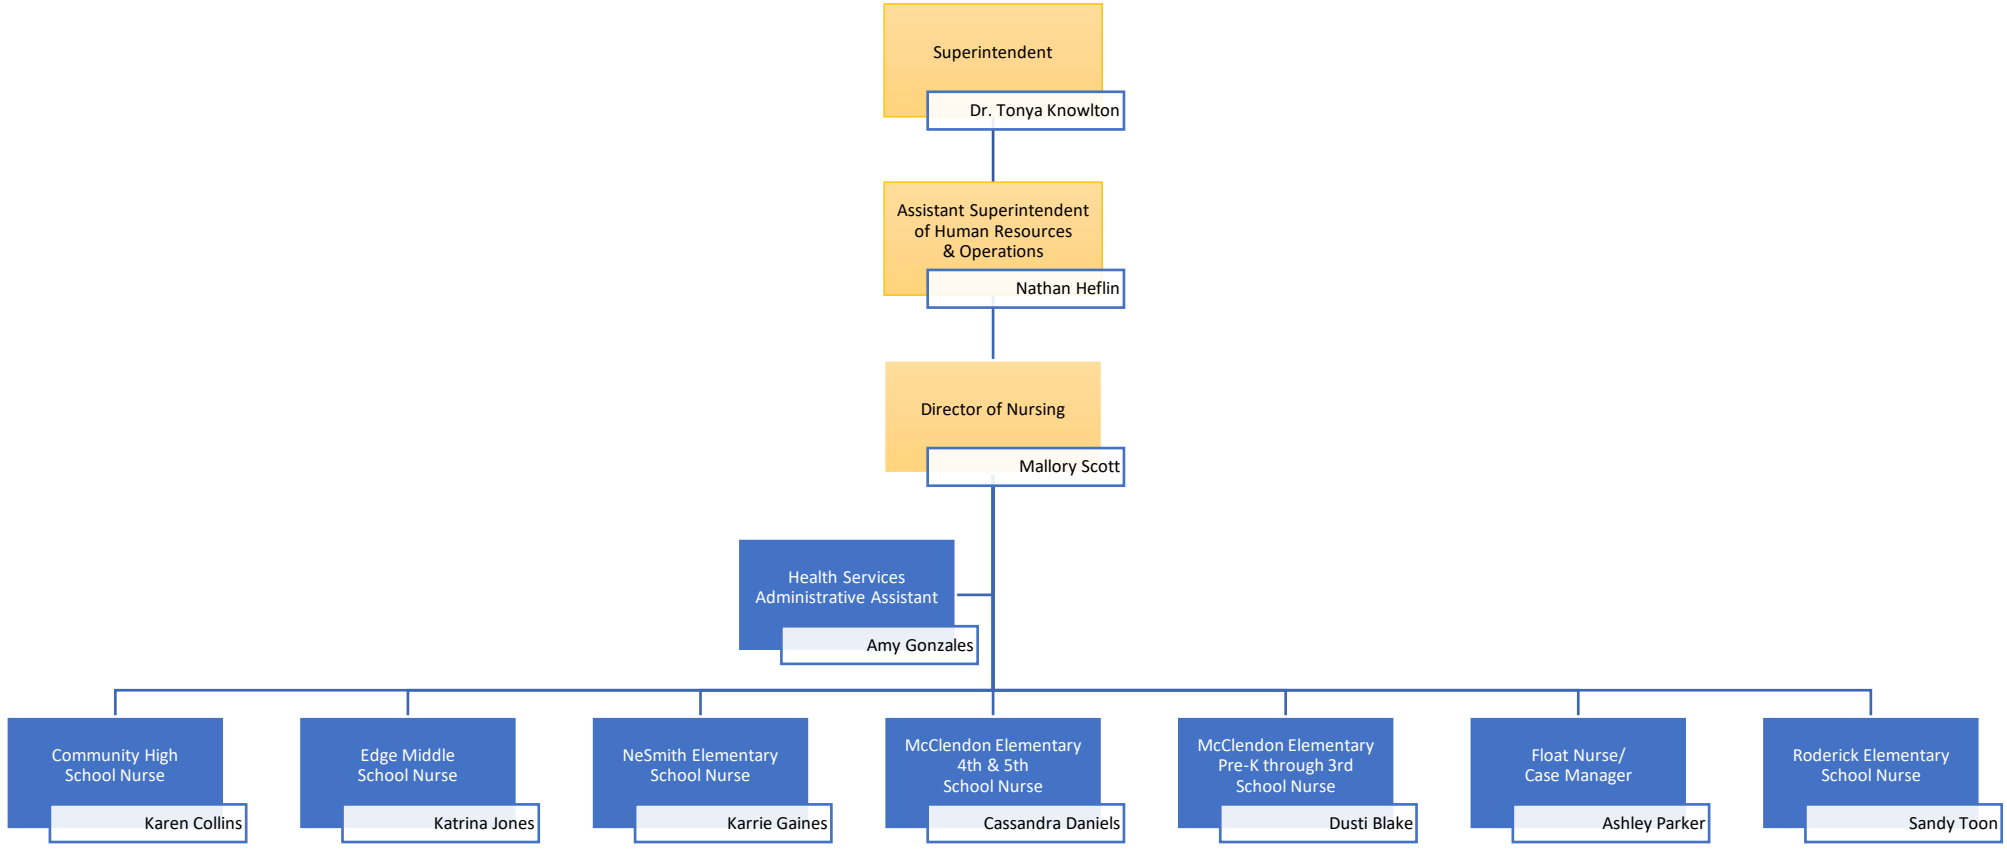 Superintendent
Dr. Tonya Knowlton
Assistant Superintendent
of Human Resources
& Operations
Nathan Heflin
Director of Nursing
Mallory Scott
Health Services
Administrative Assistant
Amy Gonzales
Community High
School Nurse
Karen Collins
Edge Middle
School Nurse
Katrina Jones
NeSmith Elementary
School Nurse
Karrie Gaines
McClendon Elementary
4th & 5th
School Nurse
Cassandra Daniels
McClendon Elementary
Pre-K through 3rd
School Nurse
Dusti Blake
Float Nurse/
Case Manager
Ashley Parker
Roderick Elementary
School Nurse
Sandy Toon